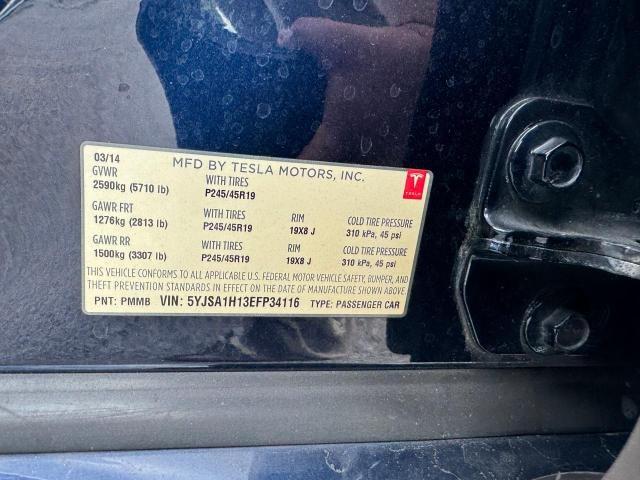 03/14 MFD BY TESLA MOTORS, INC.
GVWR WITH TIRES
2590kg (5710 lb) P245/45R19
TESLA
GAWR FRT WITH TIRES RIM COLD TIRE PRESSURE
1276kg (2813 lb) P245/45R19 19X8 J 310 kPa, 45 psi
GAWR RR WITH TIRES RIM COLD TIRE PRESSURE
1500kg (3307 lb) P245/45R19 19X8 J 310 kPa, 45 psi
THIS VEHICLE CONFORMS TO ALL APPLICABLE U.S. FEDERAL MOTOR VEHICLE SAFETY, BUMPER, AND
THEFT PREVENTION STANDARDS IN EFFECT ON THE DATE OF MANUFACTURE SHOWN ABOVE.
PNT: PMMB VIN: 5YJSA1H13EFP34116 TYPE: PASSENGER CAR